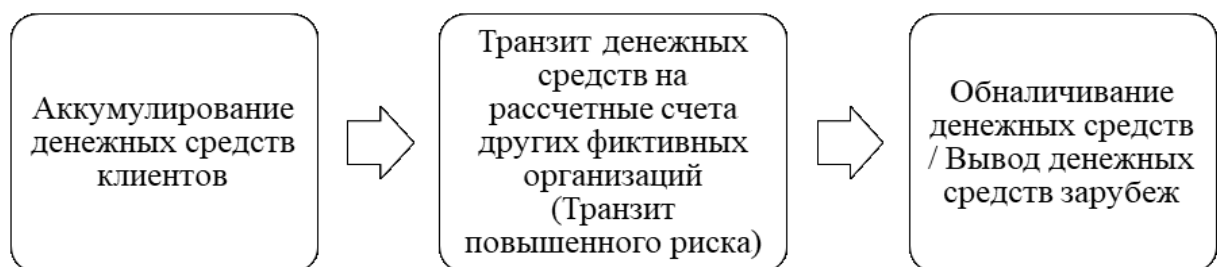 Аккумулирование
денежных средств
клиентов
Транзит денежных
средств на
рассчетные счета
других фиктивных
организаций
(Транзит
повышенного риска)
Обналичивание
денежных средств
/ Вывод денежных
средств зарубеж